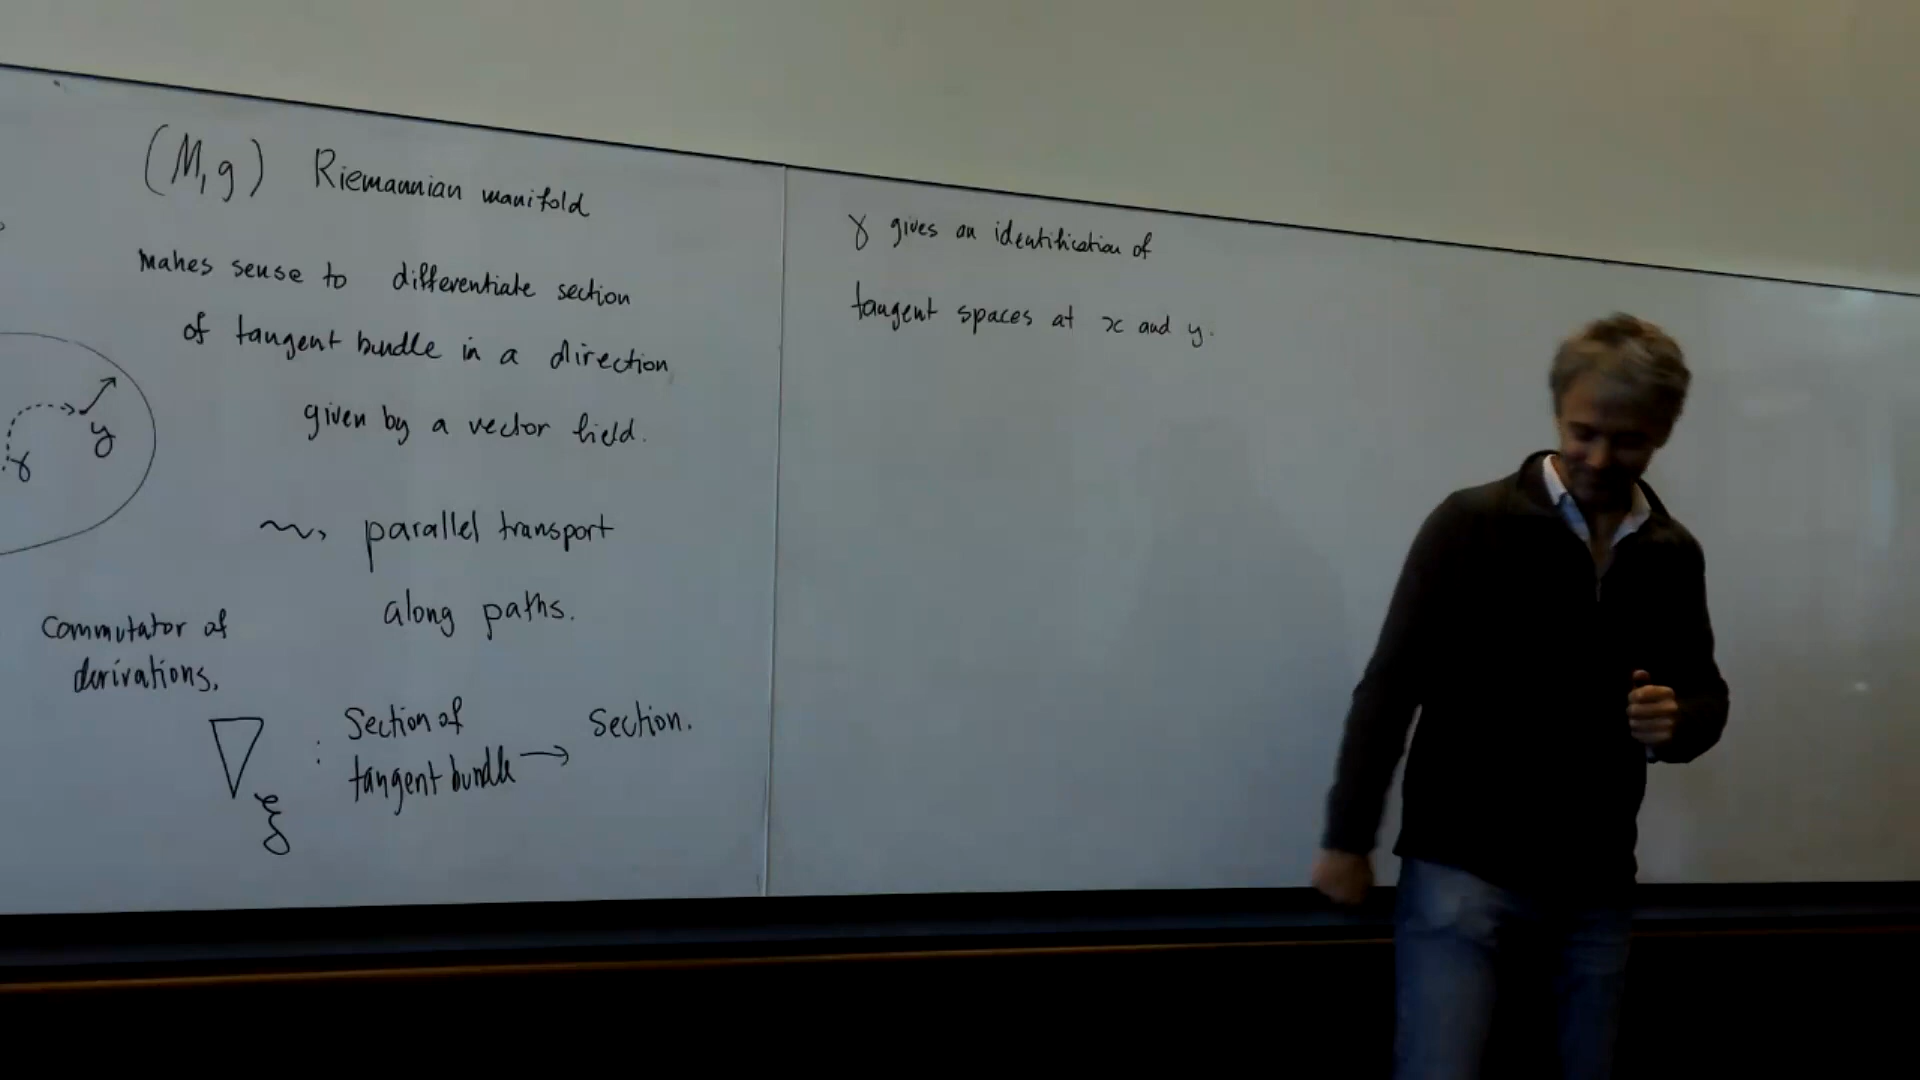 (M, g) Riemannian manifold
makes sense to differentiate section
of tangent bundle in a direction
given by a vector field.
y
γ
⇝ parallel transport
along paths.
Commutator of
derivations.
∇ξ : Section of tangent bundle → Section.
γ gives an identification of
tangent spaces at x and y.